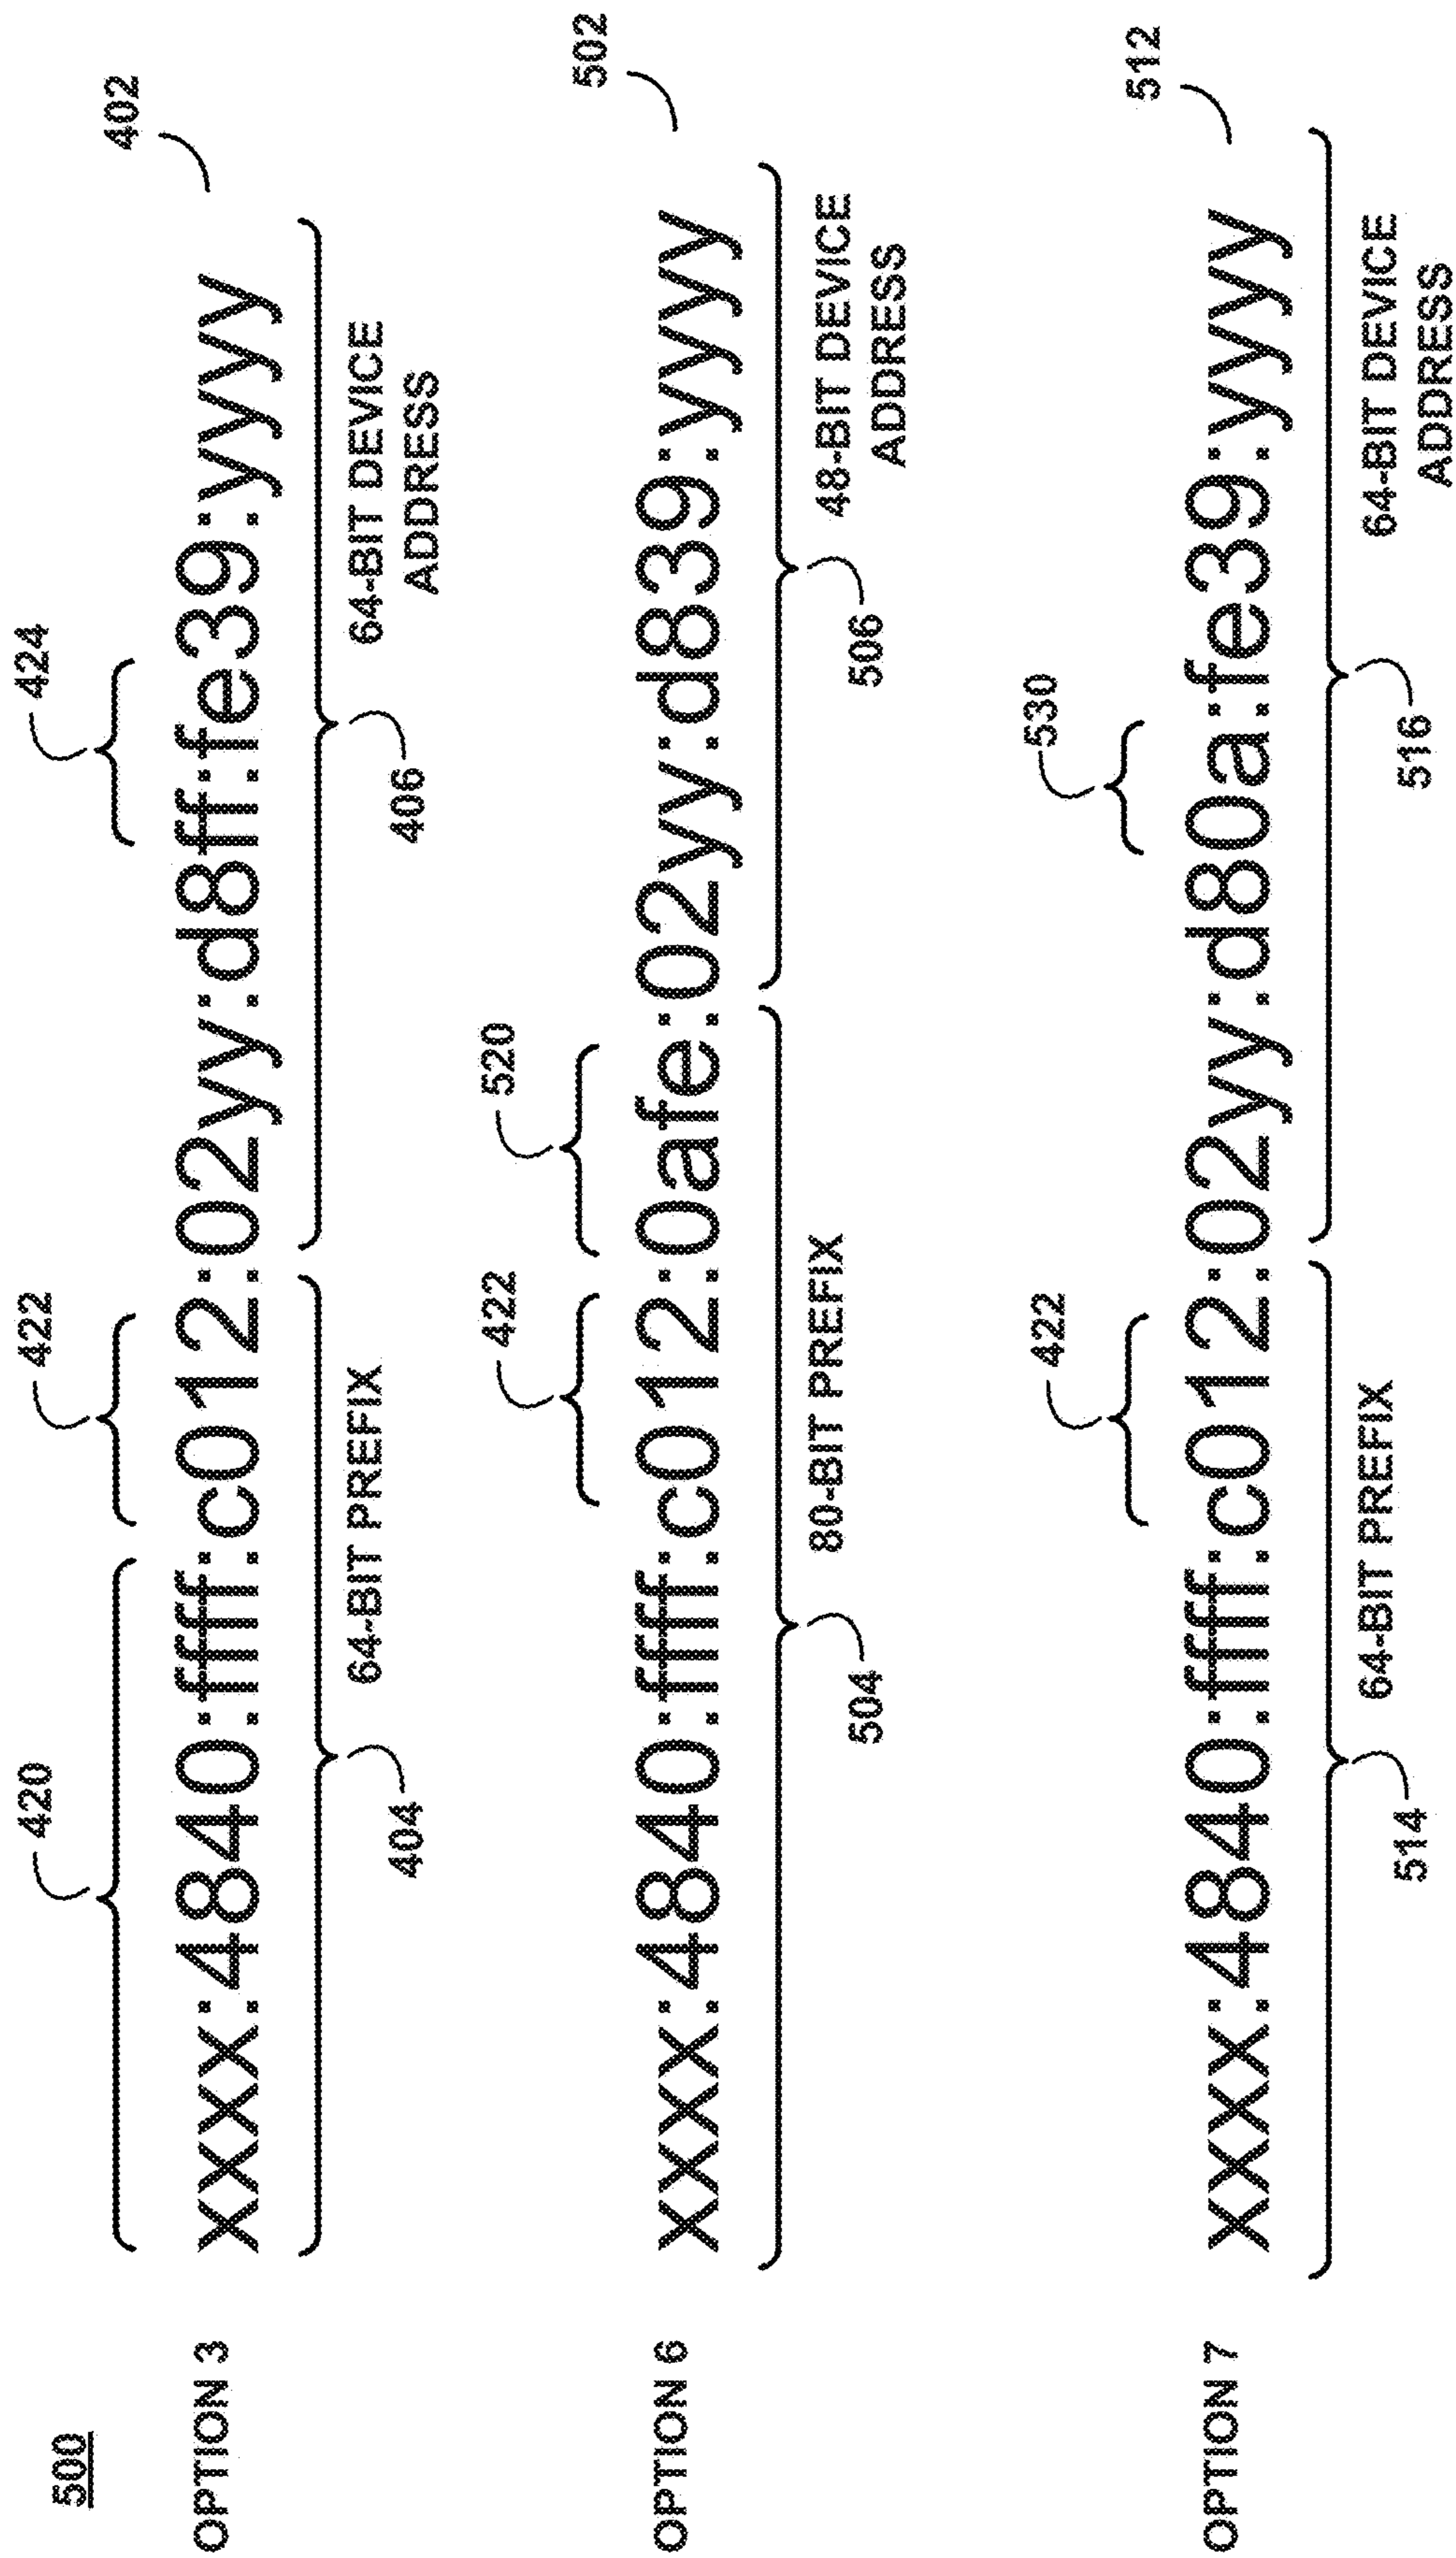 500
420
422
424
402
OPTION 3
xxxx:4840:ffff:c012:02yy:d8ff:fe39:yyyy
64-BIT PREFIX
64-BIT DEVICE
ADDRESS
404
406
422
520
502
OPTION 6
xxxx:4840:ffff:c012:0afe:02yy:d839:yyyy
80-BIT PREFIX
48-BIT DEVICE
ADDRESS
504
506
422
530
512
OPTION 7
xxxx:4840:ffff:c012:02yy:d80a:fe39:yyyy
64-BIT PREFIX
64-BIT DEVICE
ADDRESS
514
516